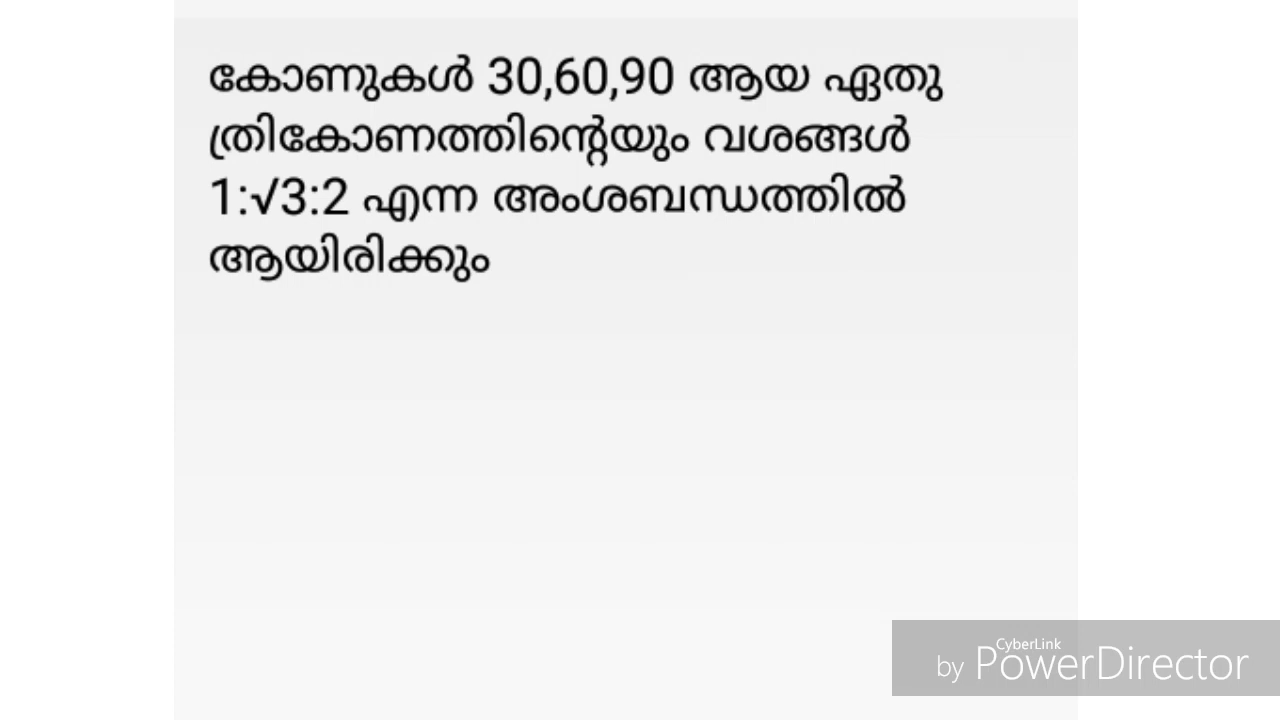 കോണുകൾ 30,60,90 ആയ ഏതു
ത്രികോണത്തിന്റെയും വശങ്ങൾ
1:√3:2 എന്ന അംശബന്ധത്തിൽ
ആയിരിക്കും
CyberLink
by PowerDirector